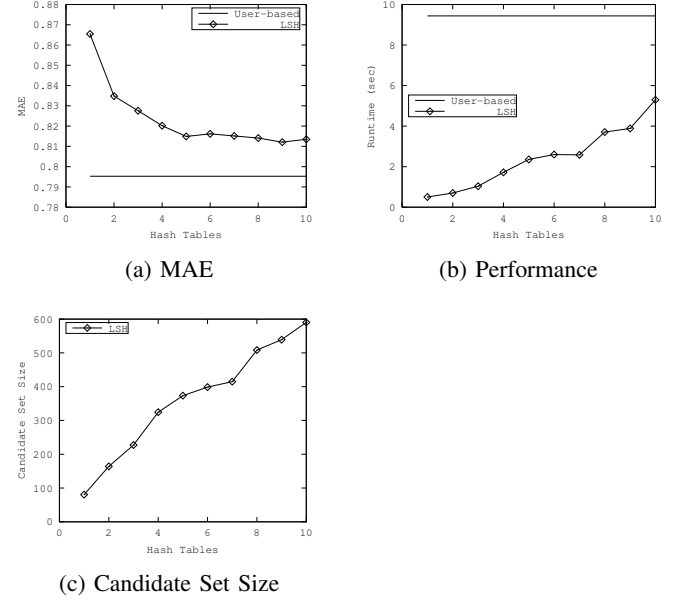 0.88
0.87
0.86
0.85
0.84
0.83
0.82
0.81
0.8
0.79
0.78
0 2 4 6 8 10
MAE
Hash Tables
User-based
LSH
(a) MAE
10
8
6
4
2
0
0 2 4 6 8 10
Runtime (sec)
Hash Tables
User-based
LSH
(b) Performance
600
500
400
300
200
100
0
0 2 4 6 8 10
Candidate Set Size
Hash Tables
LSH
(c) Candidate Set Size